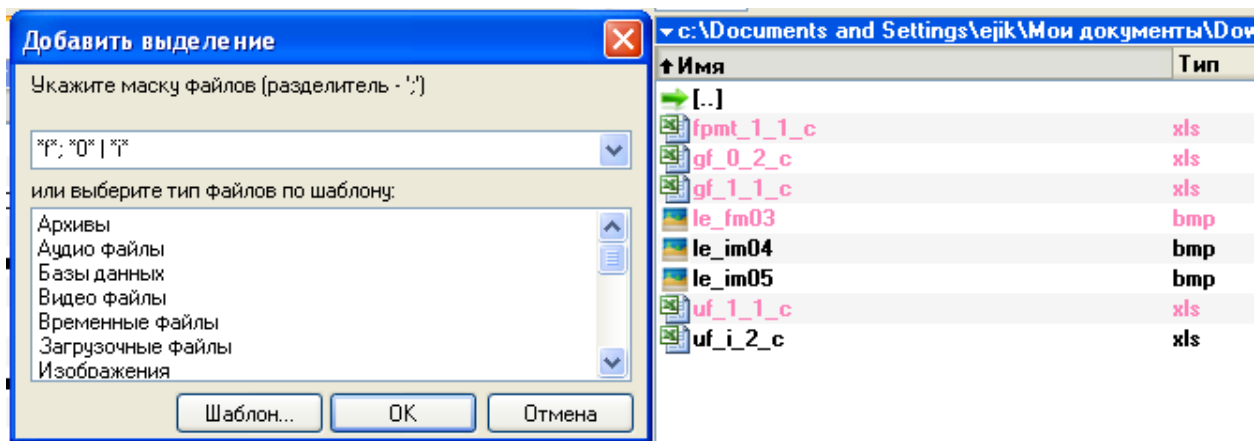 Добавить выделение
Укажите маску файлов (разделитель - ';')
*f*; *0* | *i*
или выберите тип файлов по шаблону:
Архивы
Аудио файлы
Базы данных
Видео файлы
Временные файлы
Загрузочные файлы
Изображения
Шаблон... ОК Отмена
c:\Documents and Settings\ejik\Мои документы\Dow
Имя Тип
[..]
fpmt_1_1_c xls
gf_0_2_c xls
gf_1_1_c xls
le_fm03 bmp
le_im04 bmp
le_im05 bmp
uf_1_1_c xls
uf_i_2_c xls